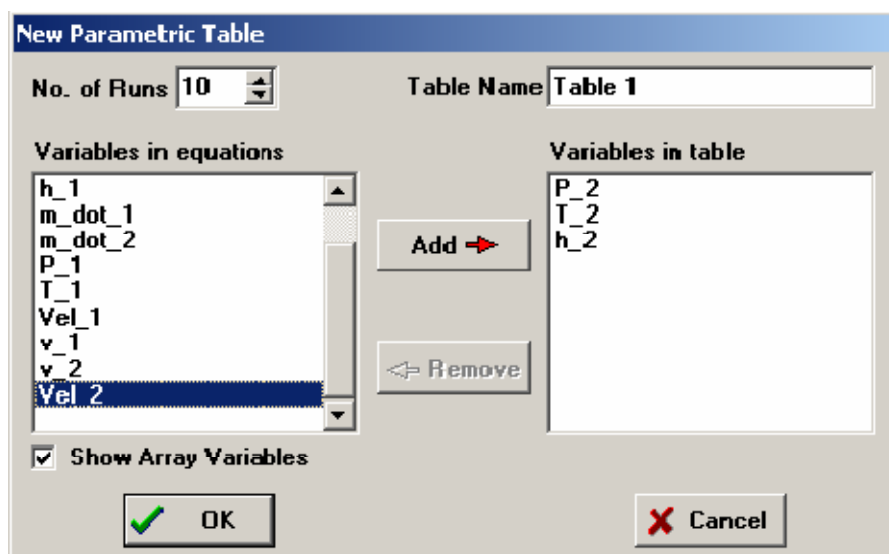 New Parametric Table
No. of Runs 10 Table Name Table 1
Variables in equations
h_1
m_dot_1
m_dot_2
P_1
T_1
Vel_1
v_1
v_2
Vel_2
Show Array Variables
Add
Remove
Variables in table
P_2
T_2
h_2
OK
Cancel